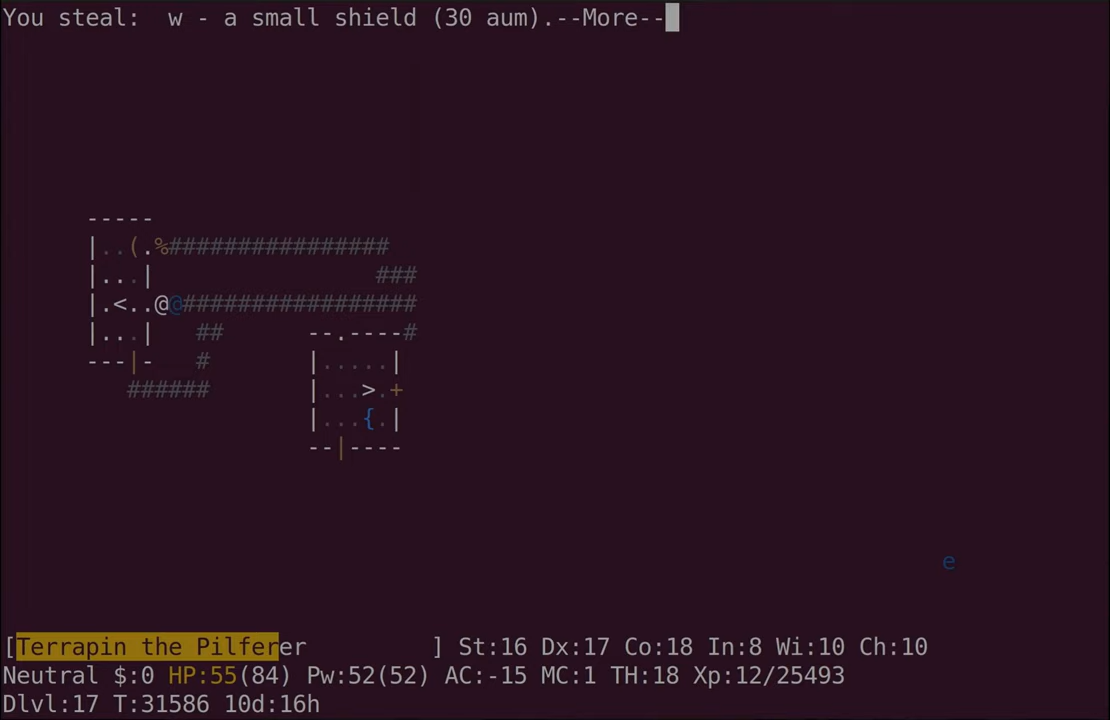 You steal:  w - a small shield (30 aum).--More--
-----
|..(.%################
|...|                ###
|.<..@@#################
|...|   ##      --.----#
---|-   #       |.....|
######      |...>.+
|...{.|
--|----
e
[Terrapin the Pilferer         ] St:16 Dx:17 Co:18 In:8 Wi:10 Ch:10
Neutral $:0 HP:55(84) Pw:52(52) AC:-15 MC:1 TH:18 Xp:12/25493
Dlvl:17 T:31586 10d:16h